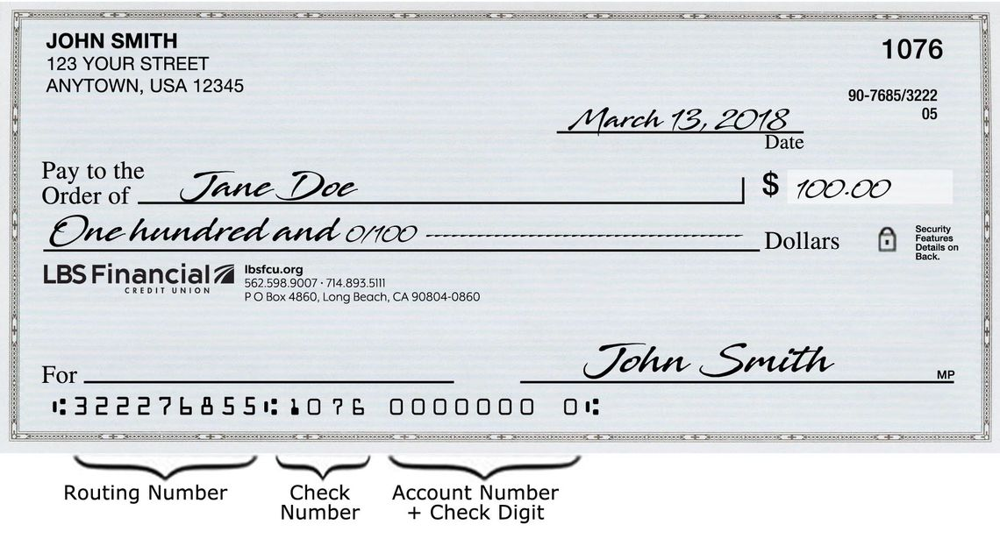 JOHN SMITH
123 YOUR STREET
ANYTOWN, USA 12345
1076
90-7685/3222
05
March 13, 2018
Date
Pay to the
Order of Jane Doe $ 100.00
One hundred and 0/100 Dollars
Security
Features
Details on
Back.
LBS Financial
CREDIT UNION
lbsfcu.org
562.598.9007 · 714.893.5111
P O Box 4860, Long Beach, CA 90804-0860
For John Smith MP
⑆322276855⑆1076 0000000 0⑆
Routing Number
Check
Number
Account Number
+ Check Digit